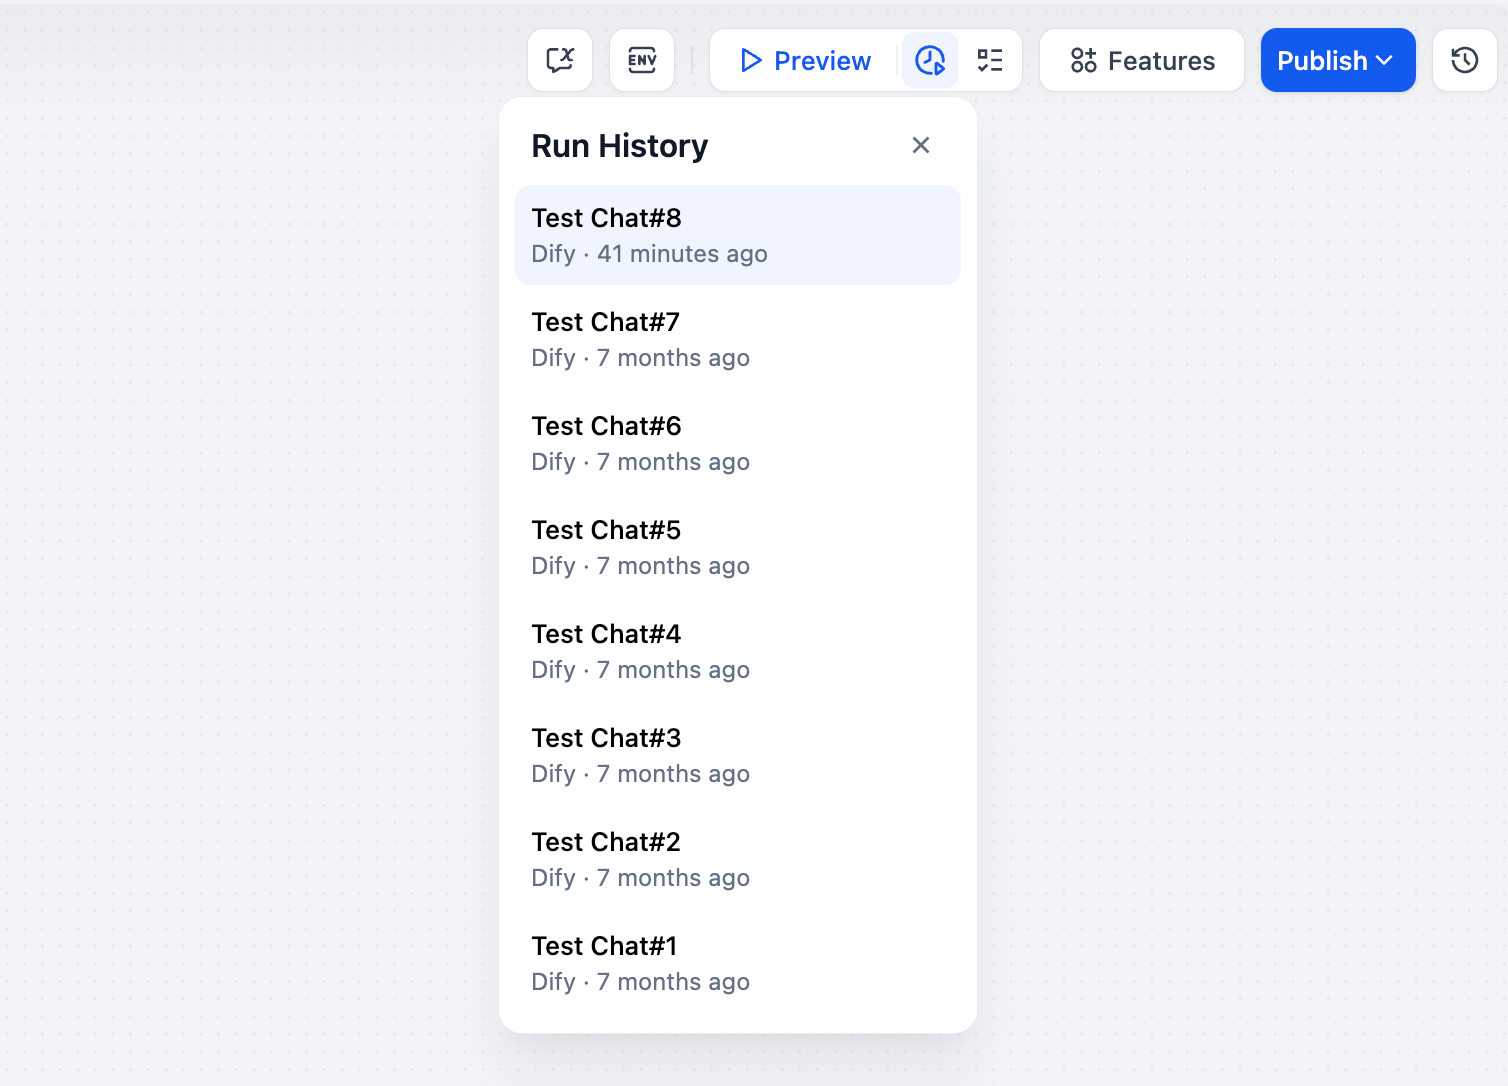 ENV
Preview
Features
Publish
Run History
Test Chat#8
Dify · 41 minutes ago
Test Chat#7
Dify · 7 months ago
Test Chat#6
Dify · 7 months ago
Test Chat#5
Dify · 7 months ago
Test Chat#4
Dify · 7 months ago
Test Chat#3
Dify · 7 months ago
Test Chat#2
Dify · 7 months ago
Test Chat#1
Dify · 7 months ago